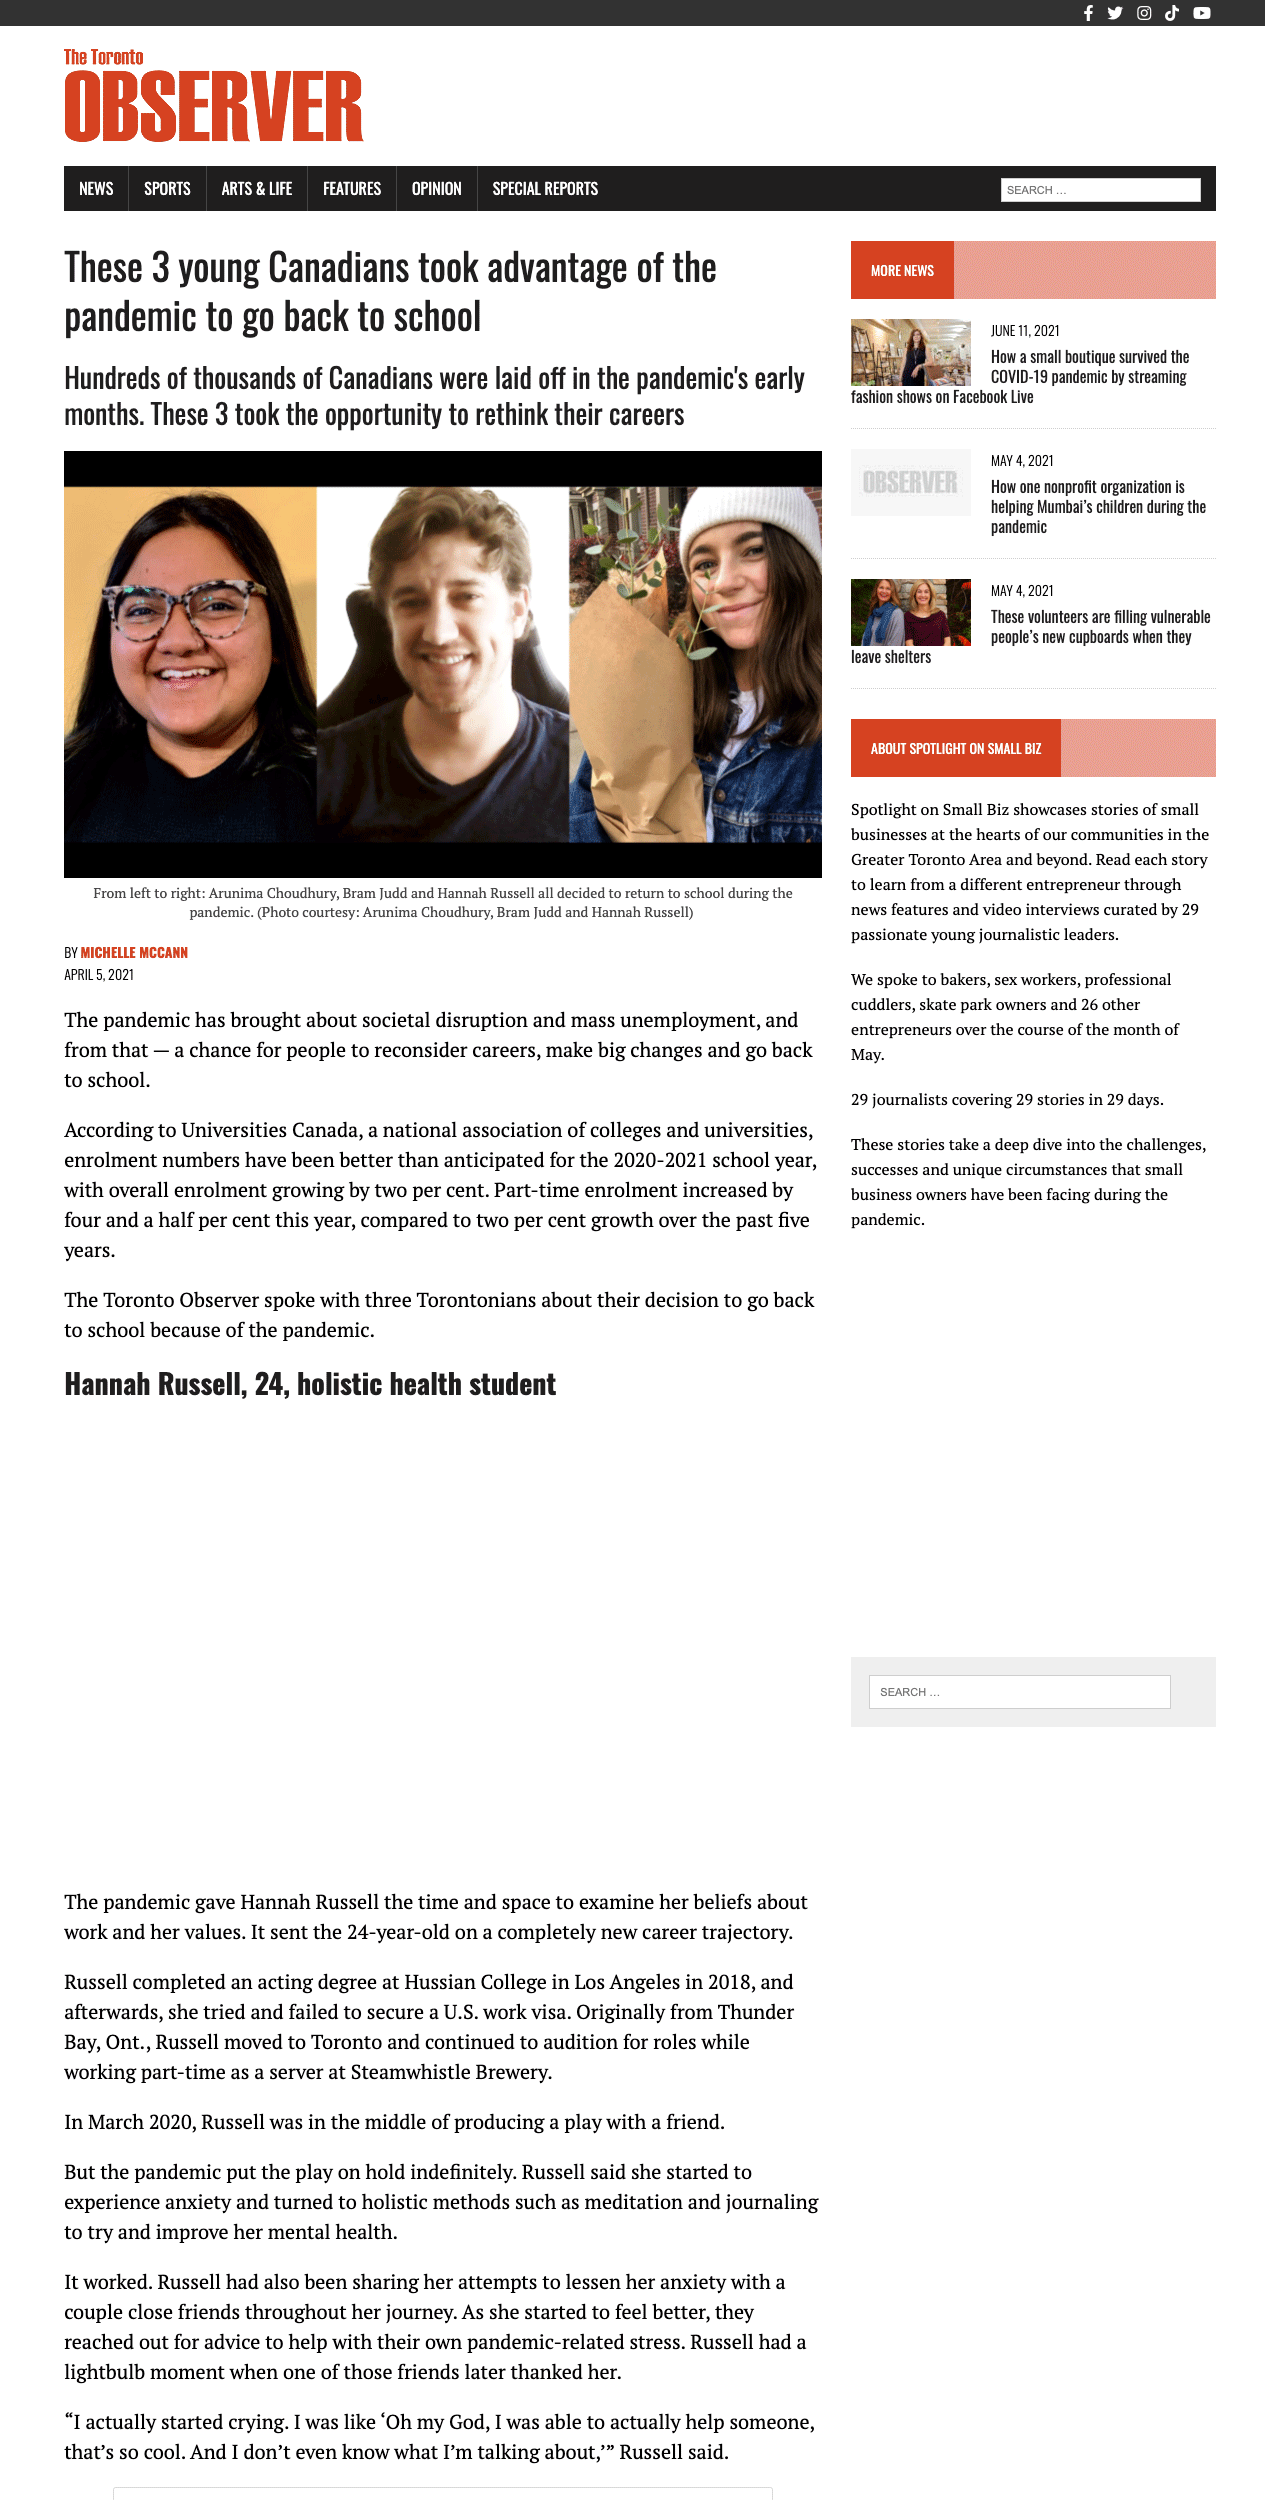 The Toronto
OBSERVER
NEWS
SPORTS
ARTS & LIFE
FEATURES
OPINION
SPECIAL REPORTS
SEARCH …
These 3 young Canadians took advantage of the
pandemic to go back to school
Hundreds of thousands of Canadians were laid off in the pandemic's early
months. These 3 took the opportunity to rethink their careers
From left to right: Arunima Choudhury, Bram Judd and Hannah Russell all decided to return to school during the
pandemic. (Photo courtesy: Arunima Choudhury, Bram Judd and Hannah Russell)
BY MICHELLE MCCANN
APRIL 5, 2021
The pandemic has brought about societal disruption and mass unemployment, and
from that — a chance for people to reconsider careers, make big changes and go back
to school.
According to Universities Canada, a national association of colleges and universities,
enrolment numbers have been better than anticipated for the 2020-2021 school year,
with overall enrolment growing by two per cent. Part-time enrolment increased by
four and a half per cent this year, compared to two per cent growth over the past five
years.
The Toronto Observer spoke with three Torontonians about their decision to go back
to school because of the pandemic.
Hannah Russell, 24, holistic health student
The pandemic gave Hannah Russell the time and space to examine her beliefs about
work and her values. It sent the 24-year-old on a completely new career trajectory.
Russell completed an acting degree at Hussian College in Los Angeles in 2018, and
afterwards, she tried and failed to secure a U.S. work visa. Originally from Thunder
Bay, Ont., Russell moved to Toronto and continued to audition for roles while
working part-time as a server at Steamwhistle Brewery.
In March 2020, Russell was in the middle of producing a play with a friend.
But the pandemic put the play on hold indefinitely. Russell said she started to
experience anxiety and turned to holistic methods such as meditation and journaling
to try and improve her mental health.
It worked. Russell had also been sharing her attempts to lessen her anxiety with a
couple close friends throughout her journey. As she started to feel better, they
reached out for advice to help with their own pandemic-related stress. Russell had a
lightbulb moment when one of those friends later thanked her.
“I actually started crying. I was like ‘Oh my God, I was able to actually help someone,
that’s so cool. And I don’t even know what I’m talking about,’” Russell said.
MORE NEWS
JUNE 11, 2021
How a small boutique survived the
COVID-19 pandemic by streaming
fashion shows on Facebook Live
OBSERVER
MAY 4, 2021
How one nonprofit organization is
helping Mumbai’s children during the
pandemic
MAY 4, 2021
These volunteers are filling vulnerable
people’s new cupboards when they
leave shelters
ABOUT SPOTLIGHT ON SMALL BIZ
Spotlight on Small Biz showcases stories of small
businesses at the hearts of our communities in the
Greater Toronto Area and beyond. Read each story
to learn from a different entrepreneur through
news features and video interviews curated by 29
passionate young journalistic leaders.
We spoke to bakers, sex workers, professional
cuddlers, skate park owners and 26 other
entrepreneurs over the course of the month of
May.
29 journalists covering 29 stories in 29 days.
These stories take a deep dive into the challenges,
successes and unique circumstances that small
business owners have been facing during the
pandemic.
SEARCH …